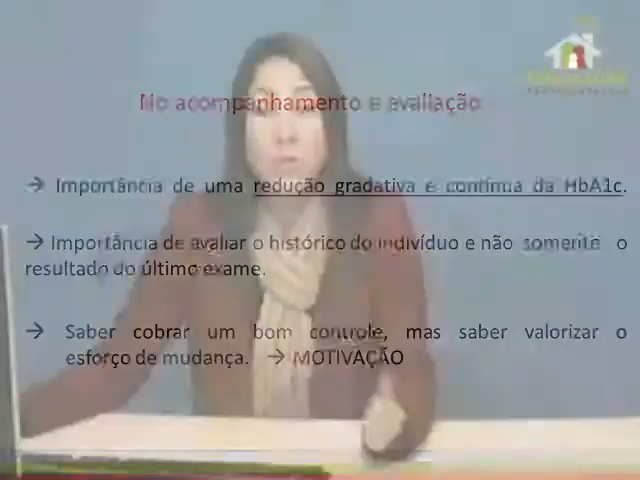 No acompanhamento e avaliação
→ Importância de uma redução gradativa e contínua da HbA1c.
→ Importância de avaliar o histórico do indivíduo e não somente o
resultado do último exame.
→ Saber cobrar um bom controle, mas saber valorizar o
esforço de mudança. → MOTIVAÇÃO